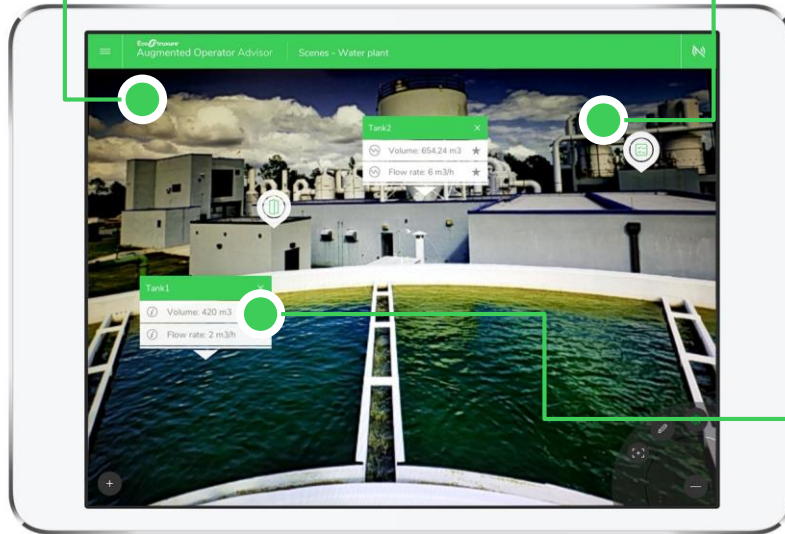 EcoStruxure
Augmented Operator Advisor
Scenes - Water plant
Tank2
Volume: 654,24 m3
Flow rate: 6 m3/h
Tank1
Volume: 420 m3
Flow rate: 2 m3/h